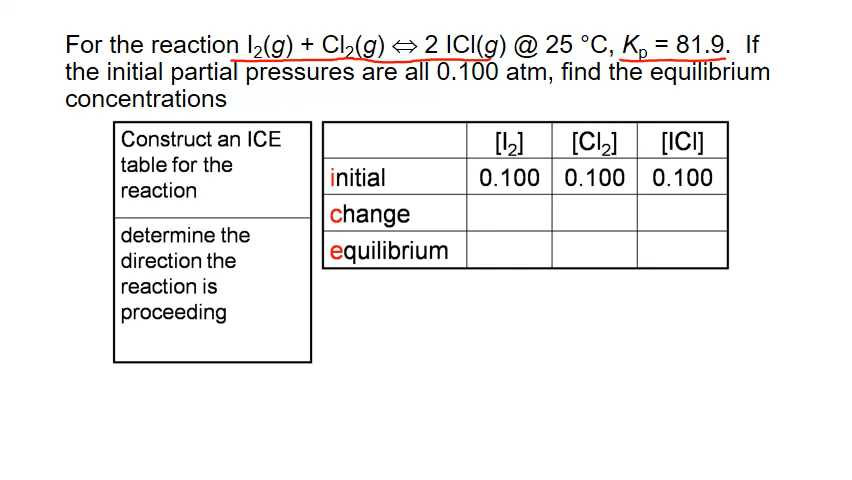 For the reaction I₂(g) + Cl₂(g) ⇔ 2 ICl(g) @ 25 °C, Kₚ = 81.9. If
the initial partial pressures are all 0.100 atm, find the equilibrium
concentrations
Construct an ICE
table for the
reaction
determine the
direction the
reaction is
proceeding
[I₂] [Cl₂] [ICl]
initial 0.100 0.100 0.100
change
equilibrium